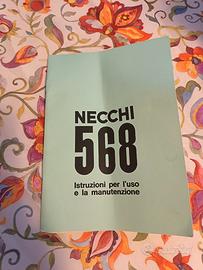 NECCHI
568
Istruzioni per l'uso
e la manutenzione